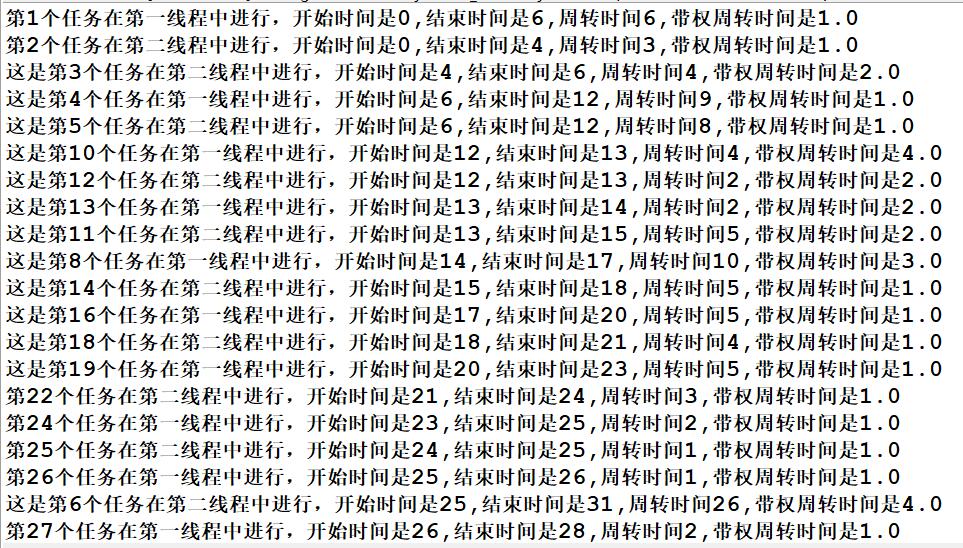 第1个任务在第一线程中进行，开始时间是0,结束时间是6,周转时间6,带权周转时间是1.0
第2个任务在第二线程中进行，开始时间是0,结束时间是4,周转时间3,带权周转时间是1.0
这是第3个任务在第二线程中进行，开始时间是4,结束时间是6,周转时间4,带权周转时间是2.0
这是第4个任务在第一线程中进行，开始时间是6,结束时间是12,周转时间9,带权周转时间是1.0
这是第5个任务在第二线程中进行，开始时间是6,结束时间是12,周转时间8,带权周转时间是1.0
这是第10个任务在第一线程中进行，开始时间是12,结束时间是13,周转时间4,带权周转时间是4.0
这是第12个任务在第二线程中进行，开始时间是12,结束时间是13,周转时间2,带权周转时间是2.0
这是第13个任务在第一线程中进行，开始时间是13,结束时间是14,周转时间2,带权周转时间是2.0
这是第11个任务在第二线程中进行，开始时间是13,结束时间是15,周转时间5,带权周转时间是2.0
这是第8个任务在第一线程中进行，开始时间是14,结束时间是17,周转时间10,带权周转时间是3.0
这是第14个任务在第二线程中进行，开始时间是15,结束时间是18,周转时间5,带权周转时间是1.0
这是第16个任务在第一线程中进行，开始时间是17,结束时间是20,周转时间5,带权周转时间是1.0
这是第18个任务在第二线程中进行，开始时间是18,结束时间是21,周转时间4,带权周转时间是1.0
这是第19个任务在第一线程中进行，开始时间是20,结束时间是23,周转时间5,带权周转时间是1.0
第22个任务在第二线程中进行，开始时间是21,结束时间是24,周转时间3,带权周转时间是1.0
第24个任务在第一线程中进行，开始时间是23,结束时间是25,周转时间2,带权周转时间是1.0
第25个任务在第二线程中进行，开始时间是24,结束时间是25,周转时间1,带权周转时间是1.0
第26个任务在第一线程中进行，开始时间是25,结束时间是26,周转时间1,带权周转时间是1.0
这是第6个任务在第二线程中进行，开始时间是25,结束时间是31,周转时间26,带权周转时间是4.0
第27个任务在第一线程中进行，开始时间是26,结束时间是28,周转时间2,带权周转时间是1.0